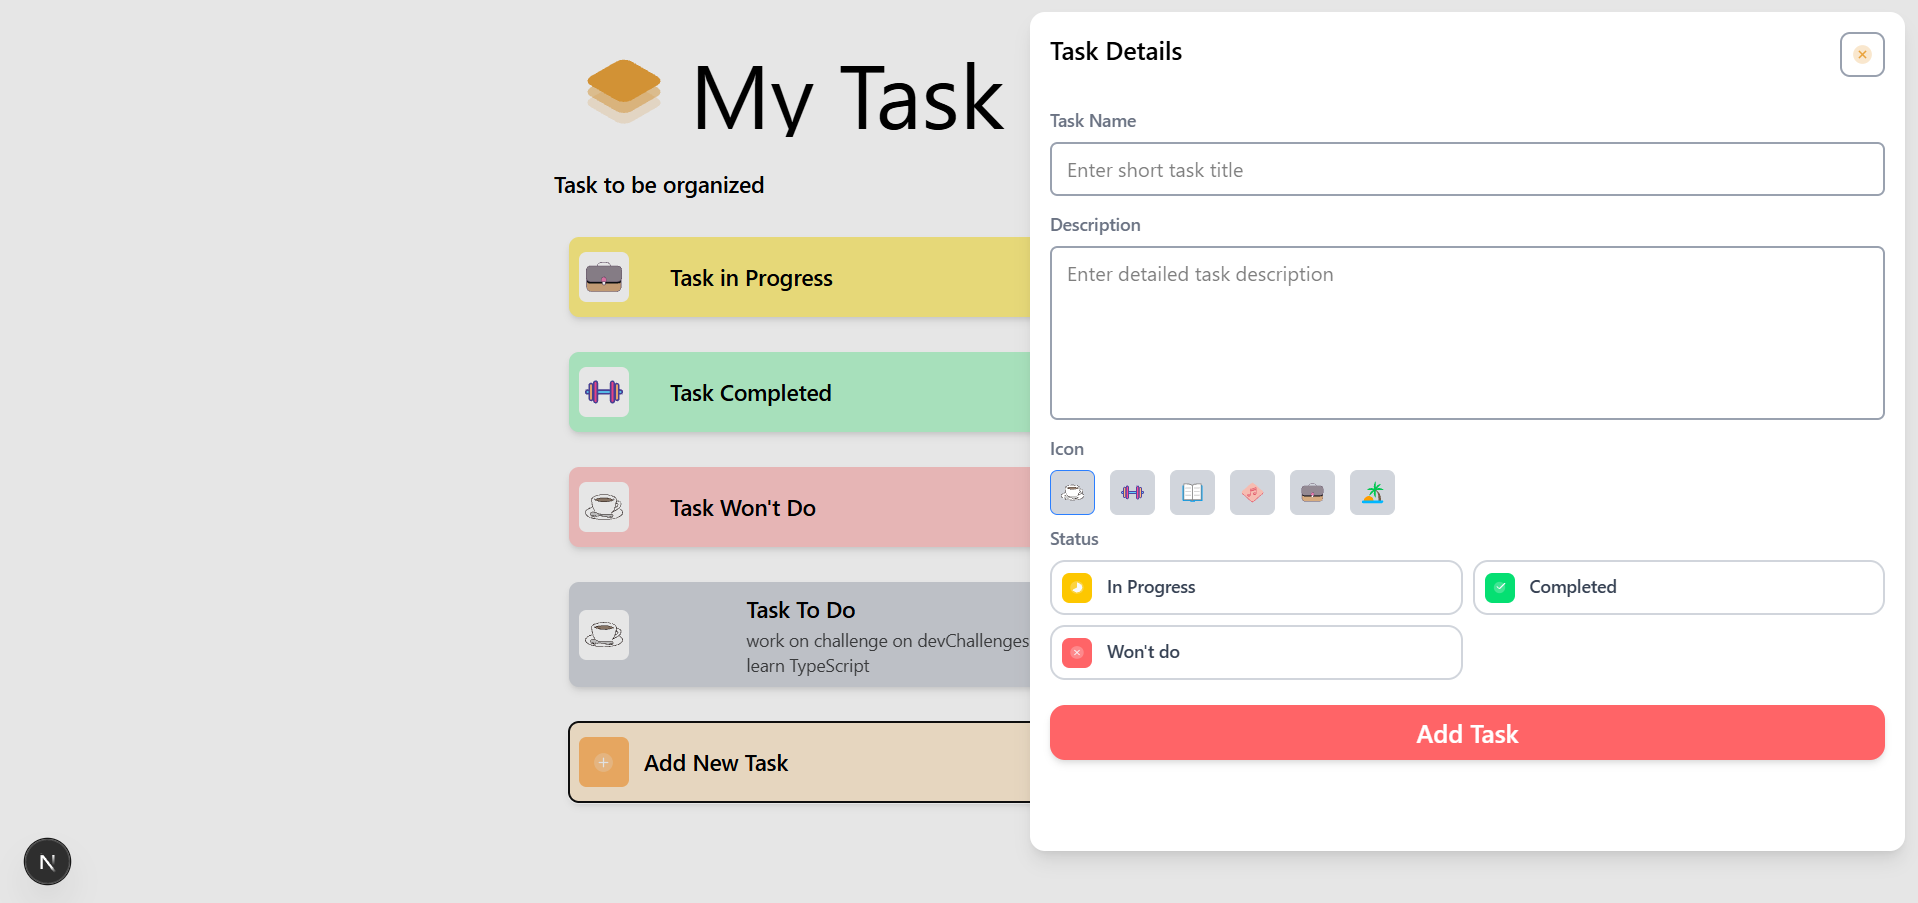 My Task
Task to be organized
Task in Progress
Task Completed
Task Won't Do
Task To Do
work on challenge on devChallenges
learn TypeScript
Add New Task
N
Task Details
Task Name
Enter short task title
Description
Enter detailed task description
Icon
Status
In Progress
Completed
Won't do
Add Task